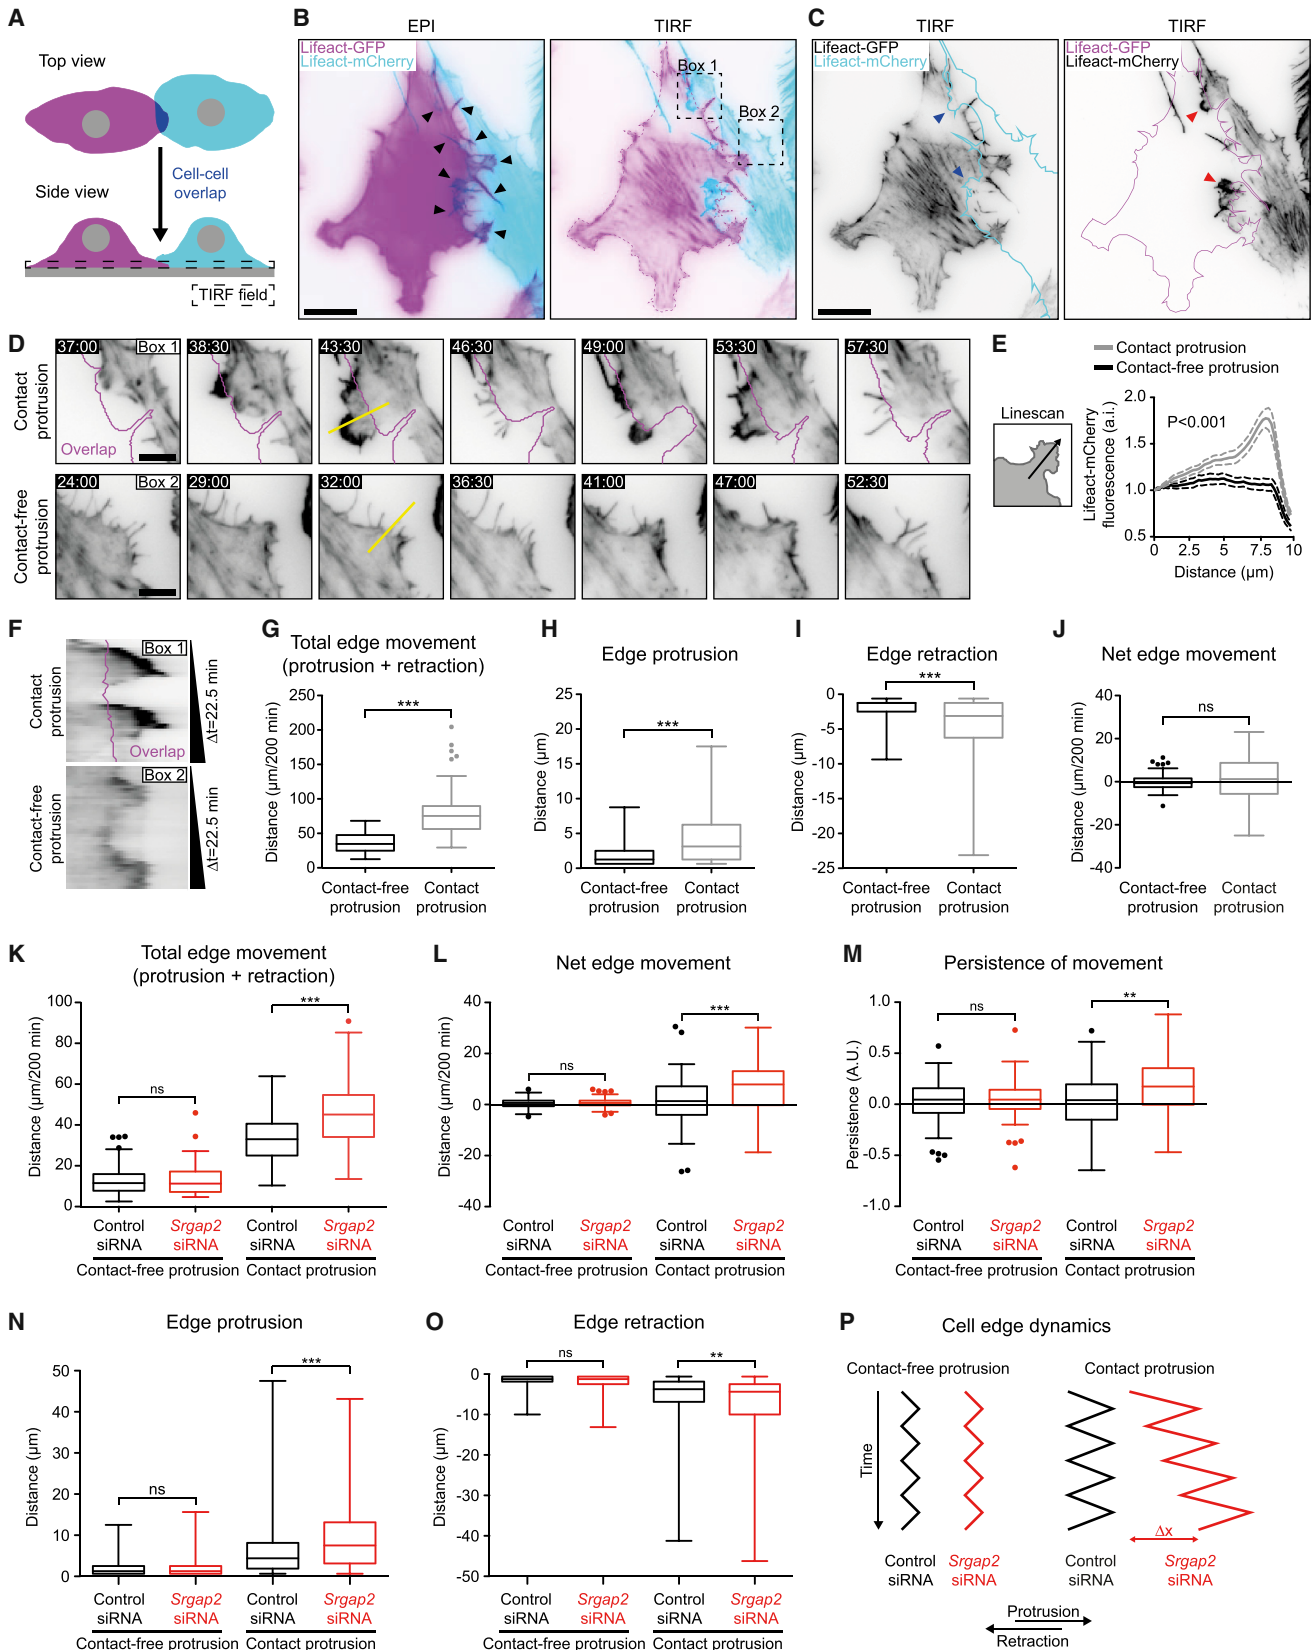 A
Top view
Side view
Cell-cell
overlap
TIRF field
B
EPI
Lifeact-GFP
Lifeact-mCherry
TIRF
Box 1
Box 2
C
TIRF
Lifeact-GFP
Lifeact-mCherry
TIRF
Lifeact-GFP
Lifeact-mCherry
D
Contact
protrusion
37:00
Box 1
Overlap
38:30
43:30
46:30
49:00
53:30
57:30
Contact-free
protrusion
24:00
Box 2
29:00
32:00
36:30
41:00
47:00
52:30
E
Contact protrusion
Contact-free protrusion
Linescan
Lifeact-mCherry
fluorescence (a.i.)
2.0
1.5
1.0
0.5
P<0.001
0 2.5 5 7.5 10
Distance (µm)
F
Contact
protrusion
Box 1
Overlap
Δt=22.5 min
Contact-free
protrusion
Box 2
Δt=22.5 min
G
Total edge movement
(protrusion + retraction)
Distance (µm/200 min)
250
200
150
100
50
0
***
Contact-free
protrusion
Contact
protrusion
H
Edge protrusion
Distance (µm)
25
20
15
10
5
0
***
Contact-free
protrusion
Contact
protrusion
I
Edge retraction
Distance (µm)
0
-5
-10
-15
-20
-25
***
Contact-free
protrusion
Contact
protrusion
J
Net edge movement
Distance (µm/200 min)
40
20
0
-20
-40
ns
Contact-free
protrusion
Contact
protrusion
K
Total edge movement
(protrusion + retraction)
Distance (µm/200 min)
100
80
60
40
20
0
ns
***
Control
siRNA
Srgap2
siRNA
Control
siRNA
Srgap2
siRNA
Contact-free protrusion
Contact protrusion
L
Net edge movement
Distance (µm/200 min)
40
20
0
-20
-40
ns
***
Control
siRNA
Srgap2
siRNA
Control
siRNA
Srgap2
siRNA
Contact-free protrusion
Contact protrusion
M
Persistence of movement
Persistence (A.U.)
1.0
0.5
0.0
-0.5
-1.0
ns
**
Control
siRNA
Srgap2
siRNA
Control
siRNA
Srgap2
siRNA
Contact-free protrusion
Contact protrusion
N
Edge protrusion
Distance (µm)
50
40
30
20
10
0
ns
***
Control
siRNA
Srgap2
siRNA
Control
siRNA
Srgap2
siRNA
Contact-free protrusion
Contact protrusion
O
Edge retraction
Distance (µm)
0
-10
-20
-30
-40
-50
ns
**
Control
siRNA
Srgap2
siRNA
Control
siRNA
Srgap2
siRNA
Contact-free protrusion
Contact protrusion
P
Cell edge dynamics
Contact-free protrusion
Contact protrusion
Time
Δx
Control
siRNA
Srgap2
siRNA
Control
siRNA
Srgap2
siRNA
Protrusion
Retraction